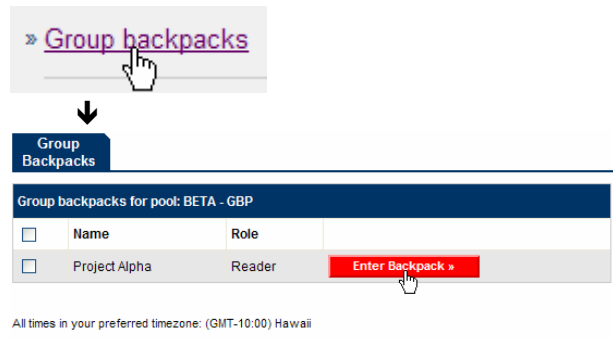 » Group backpacks
Group
Backpacks
Group backpacks for pool: BETA - GBP
Name Role
Project Alpha Reader Enter Backpack »
All times in your preferred timezone: (GMT-10:00) Hawaii